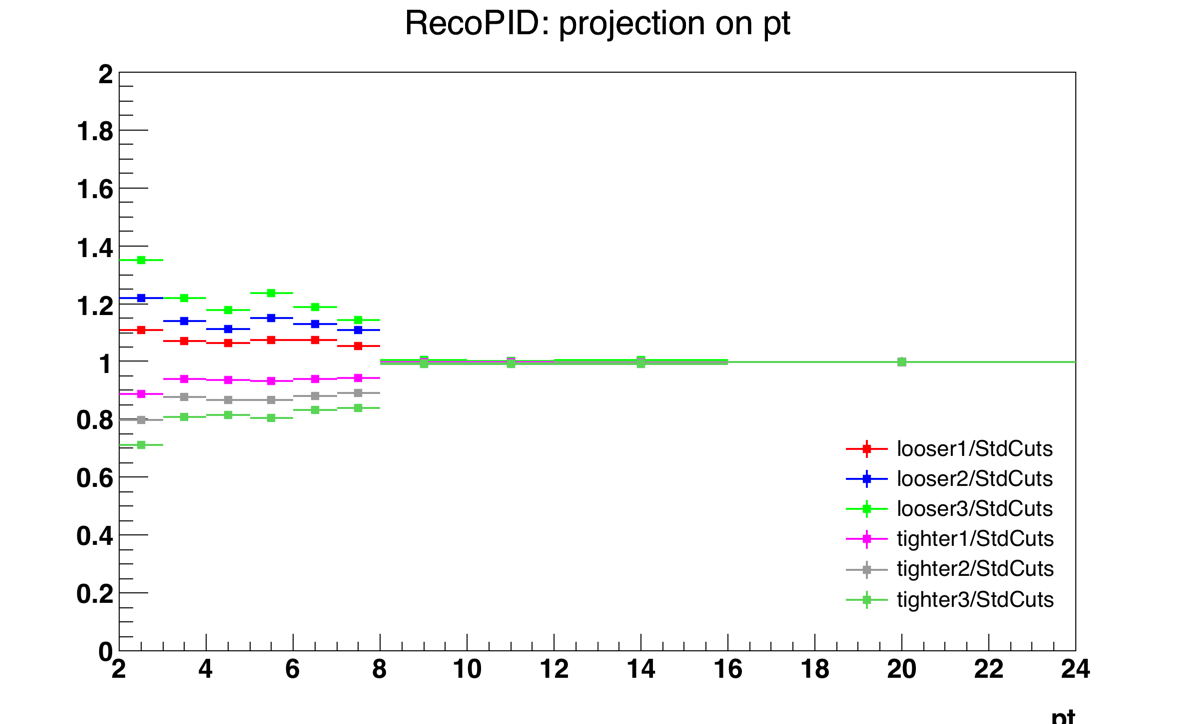 RecoPID: projection on pt
2
1.8
1.6
1.4
1.2
1
0.8
0.6
0.4
0.2
0
looser1/StdCuts
looser2/StdCuts
looser3/StdCuts
tighter1/StdCuts
tighter2/StdCuts
tighter3/StdCuts
2 4 6 8 10 12 14 16 18 20 22 24
pt